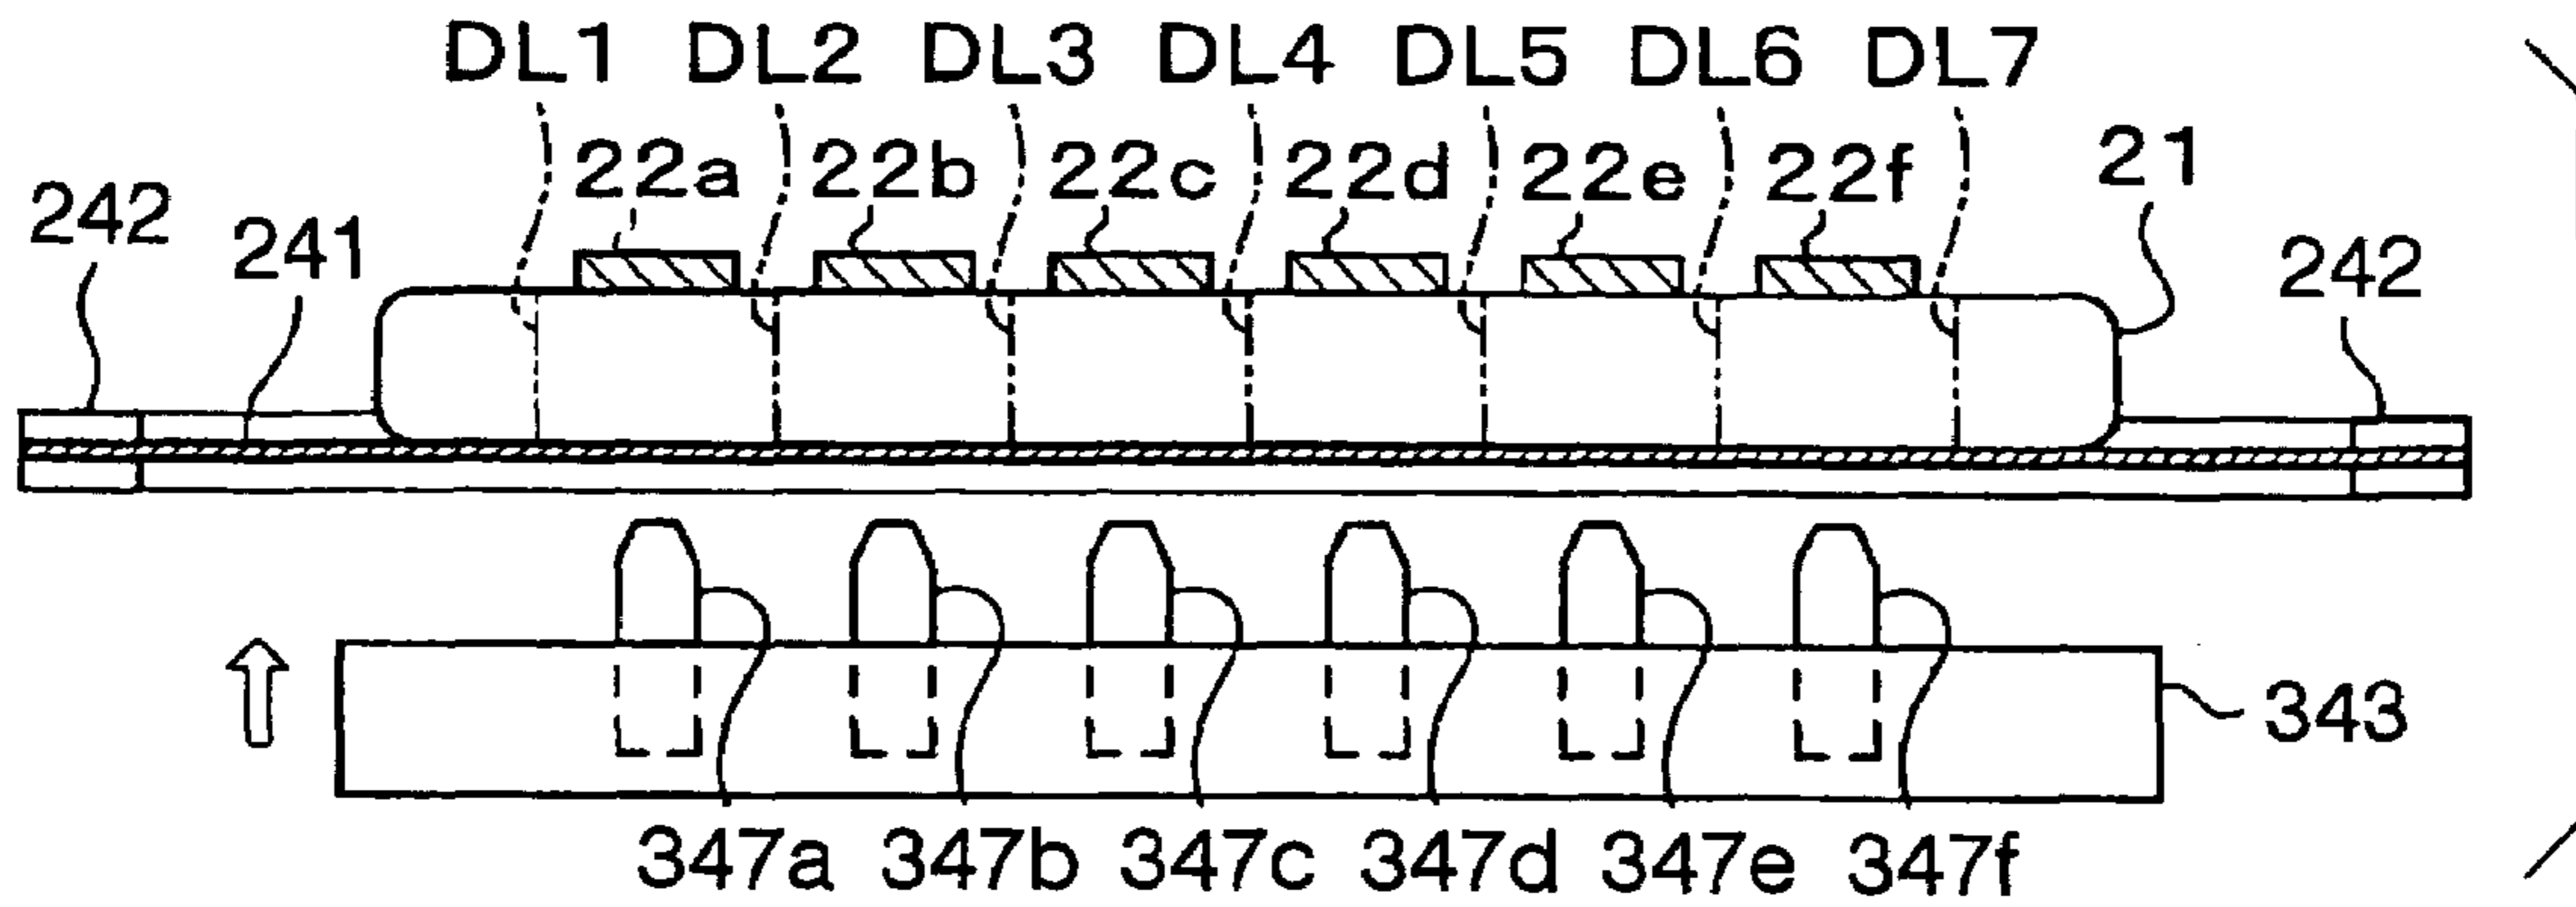 DL1 DL2 DL3 DL4 DL5 DL6 DL7
22a 22b 22c 22d 22e 22f 21
242 241 242
343
347a 347b 347c 347d 347e 347f